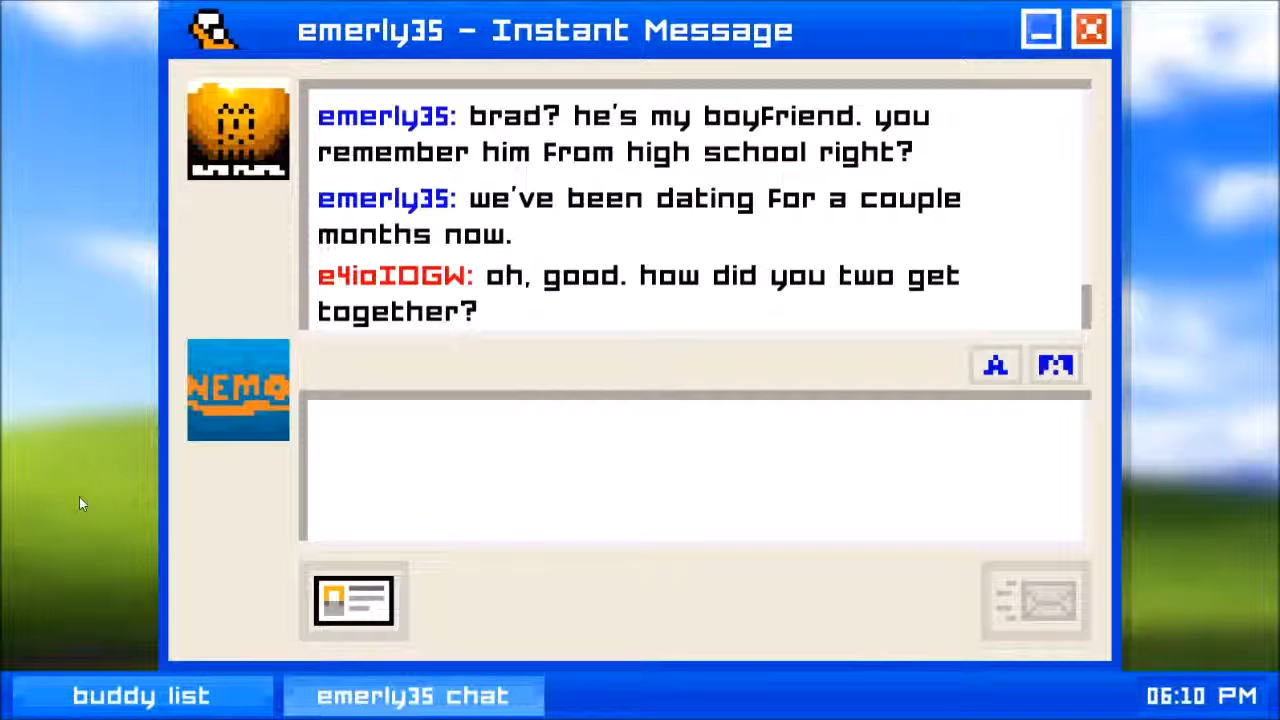 emerly35 - Instant Message
emerly35: brad? he's my boyfriend. you
remember him from high school right?
emerly35: we've been dating for a couple
months now.
e4ioIOGW: oh, good. how did you two get
together?
NEMO
A
A
buddy list
emerly35 chat
06:10 PM